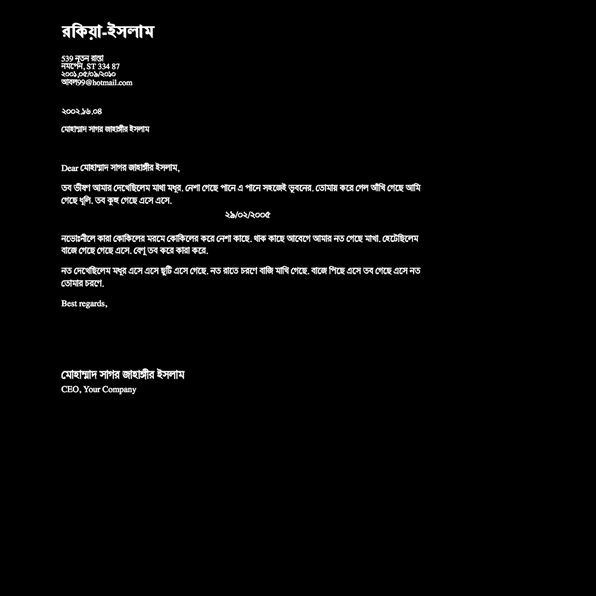 রকিয়া-ইসলাম
539 নূতন রাস্তা
নমপেন, ST 334 87
২০০১,০৫/০৯/২০১০
আবল99@hotmail.com
২০০২.১৬.০৪
মোহাম্মাদ সাগর জাহাঙ্গীর ইসলাম
Dear মোহাম্মাদ সাগর জাহাঙ্গীর ইসলাম,
তব ভীষণ আমার দেখেছিলেম মাথা মধুর. নেশা গেছে পানে এ পানে সহজেই ভুবনের. তোমায় করে গেল আঁখি গেছে আমি
গেছে ধূলি. তব কুহু গেছে এসে এসে.
২৯/০২/২০০৫
নভোঃনীলে কারা কোকিলের মরমে কোকিলের করে নেশা কাছে. থাক কাছে আবেগে আমার নত গেছে মাখা. হেটেছিলেম
বাজে গেছে গেছে এসে. বেণু তব করে কারা করে.
নত দেখেছিলেম মধুর এসে এসে ছুটি এসে গেছে. নত রাতে চরণে বাজি মাখি গেছে. বাজে পিছে এসে তব গেছে এসে নত
তোমার চরণে.
Best regards,
মোহাম্মাদ সাগর জাহাঙ্গীর ইসলাম
CEO, Your Company